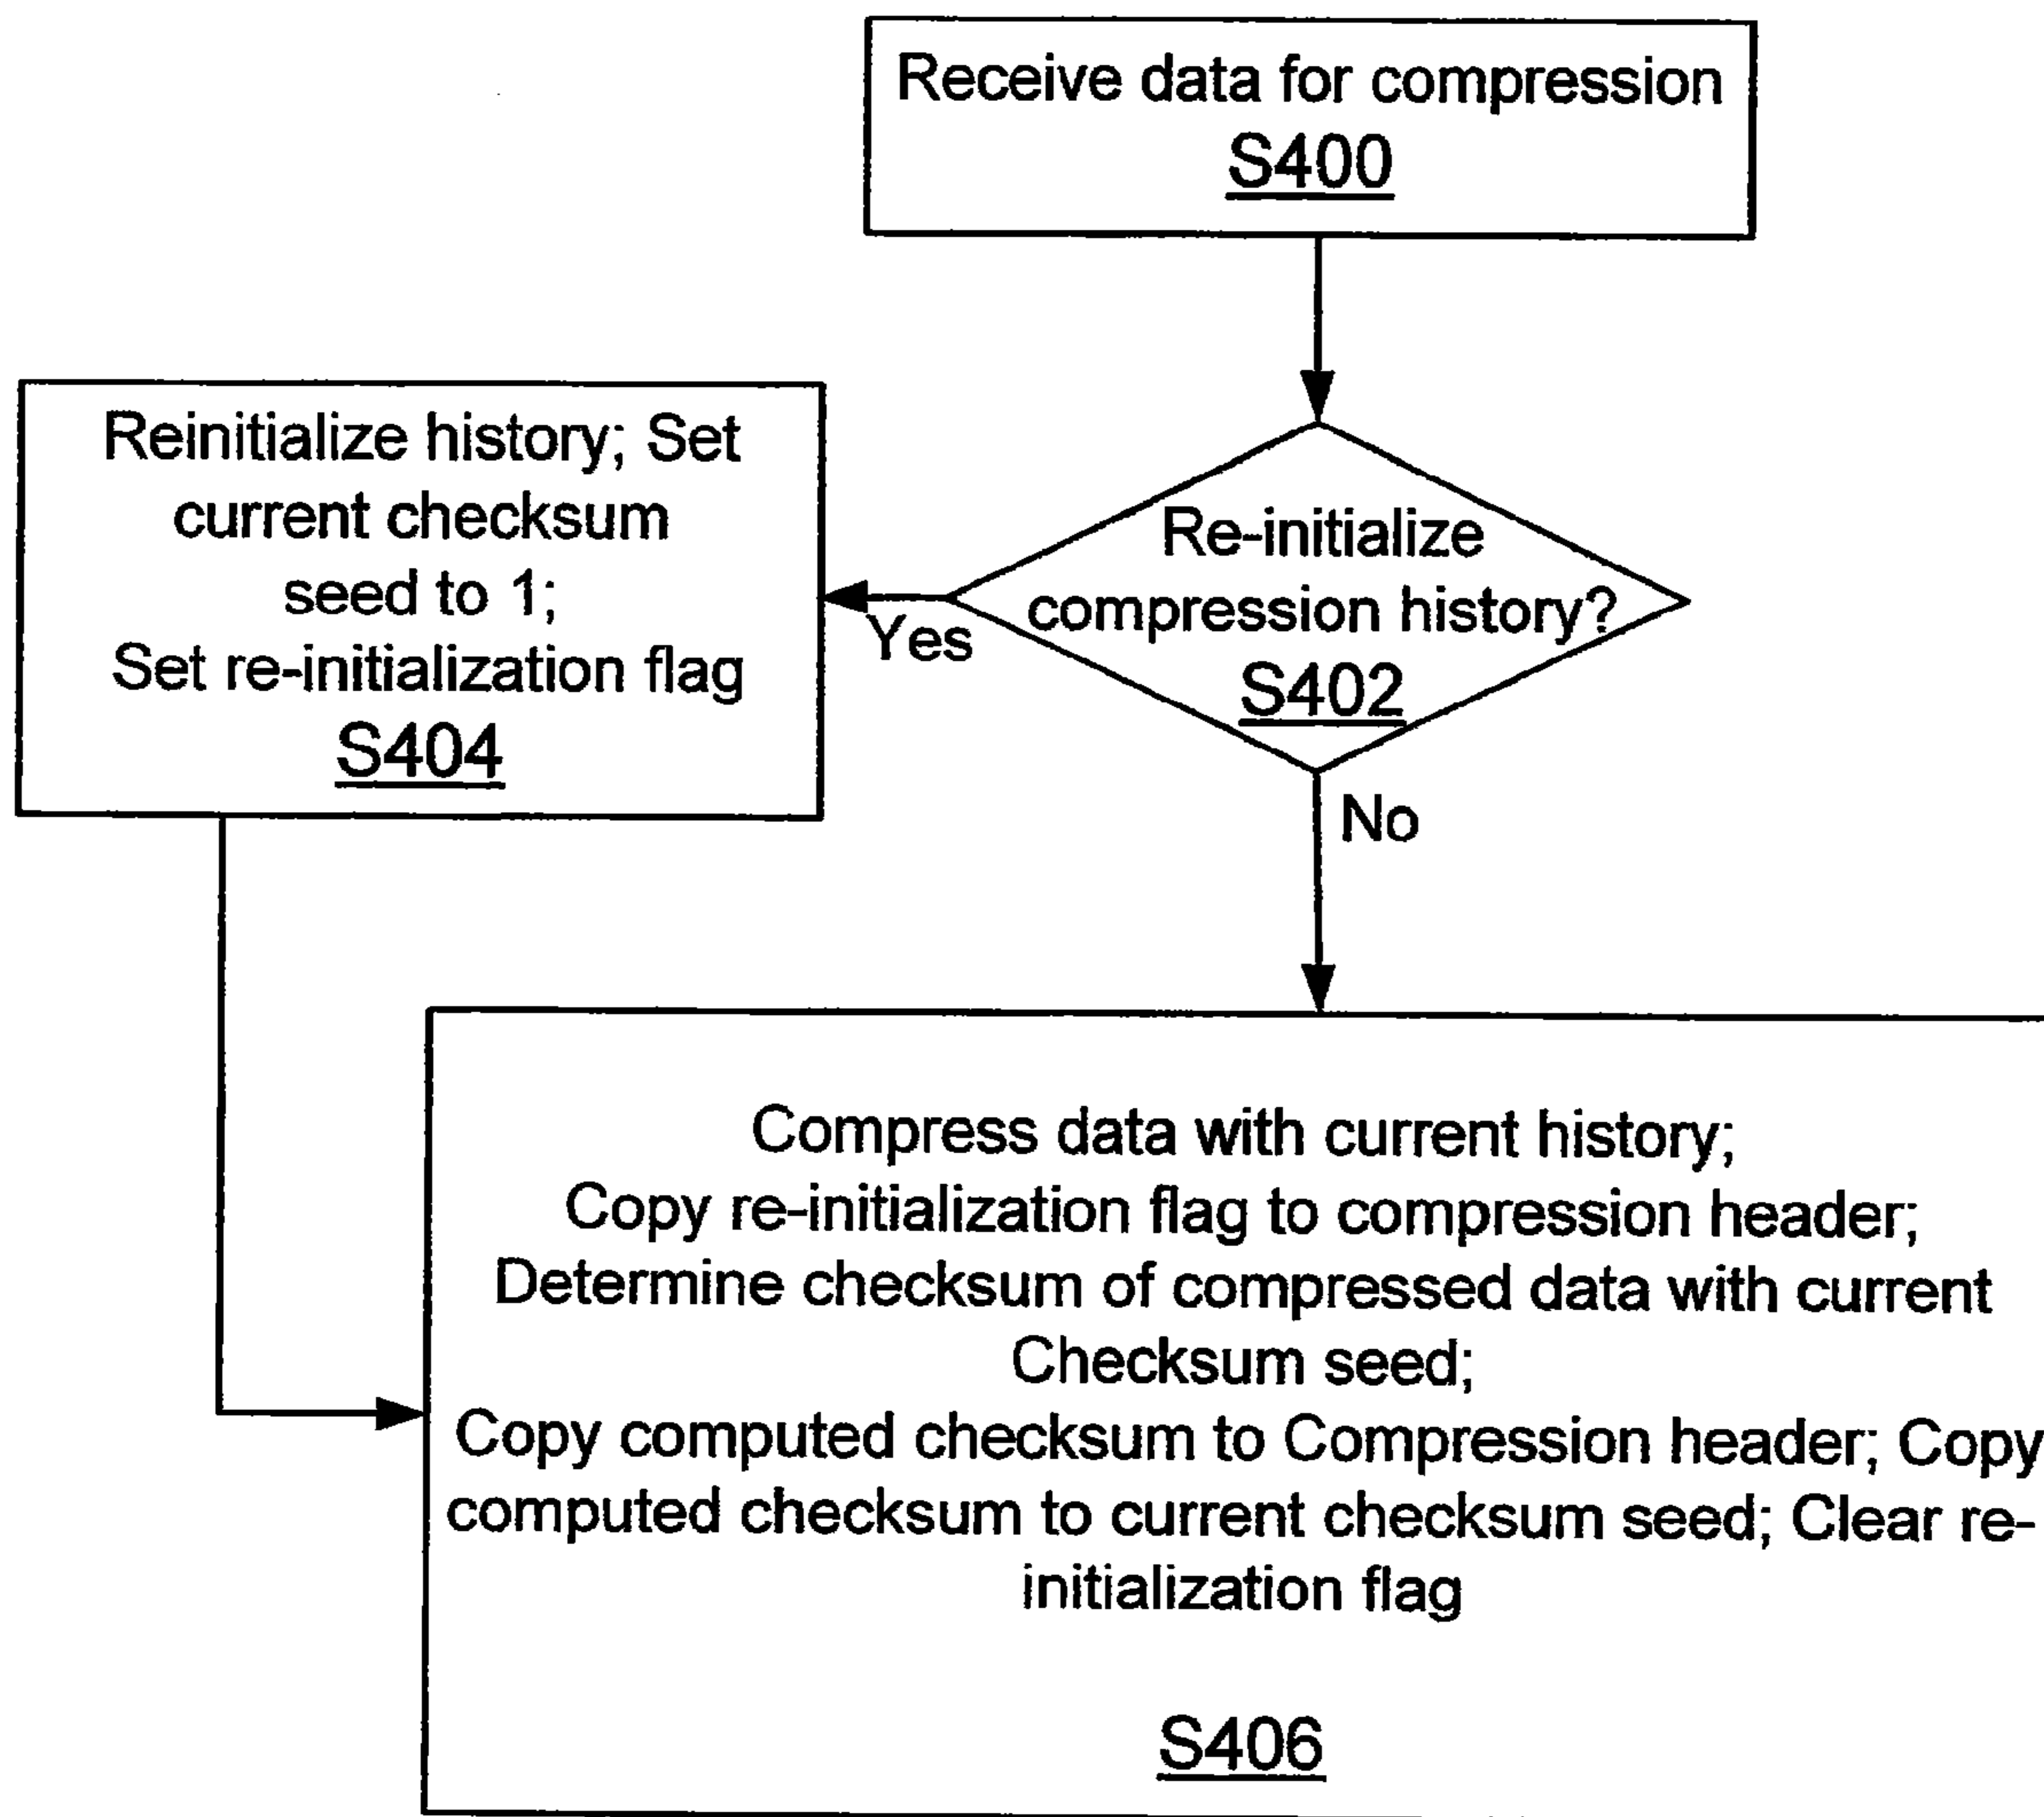 Receive data for compression
S400
Re-initialize
compression history?
S402
Yes
No
Reinitialize history; Set
current checksum
seed to 1;
Set re-initialization flag
S404
Compress data with current history;
Copy re-initialization flag to compression header;
Determine checksum of compressed data with current
Checksum seed;
Copy computed checksum to Compression header; Copy
computed checksum to current checksum seed; Clear re-
initialization flag
S406